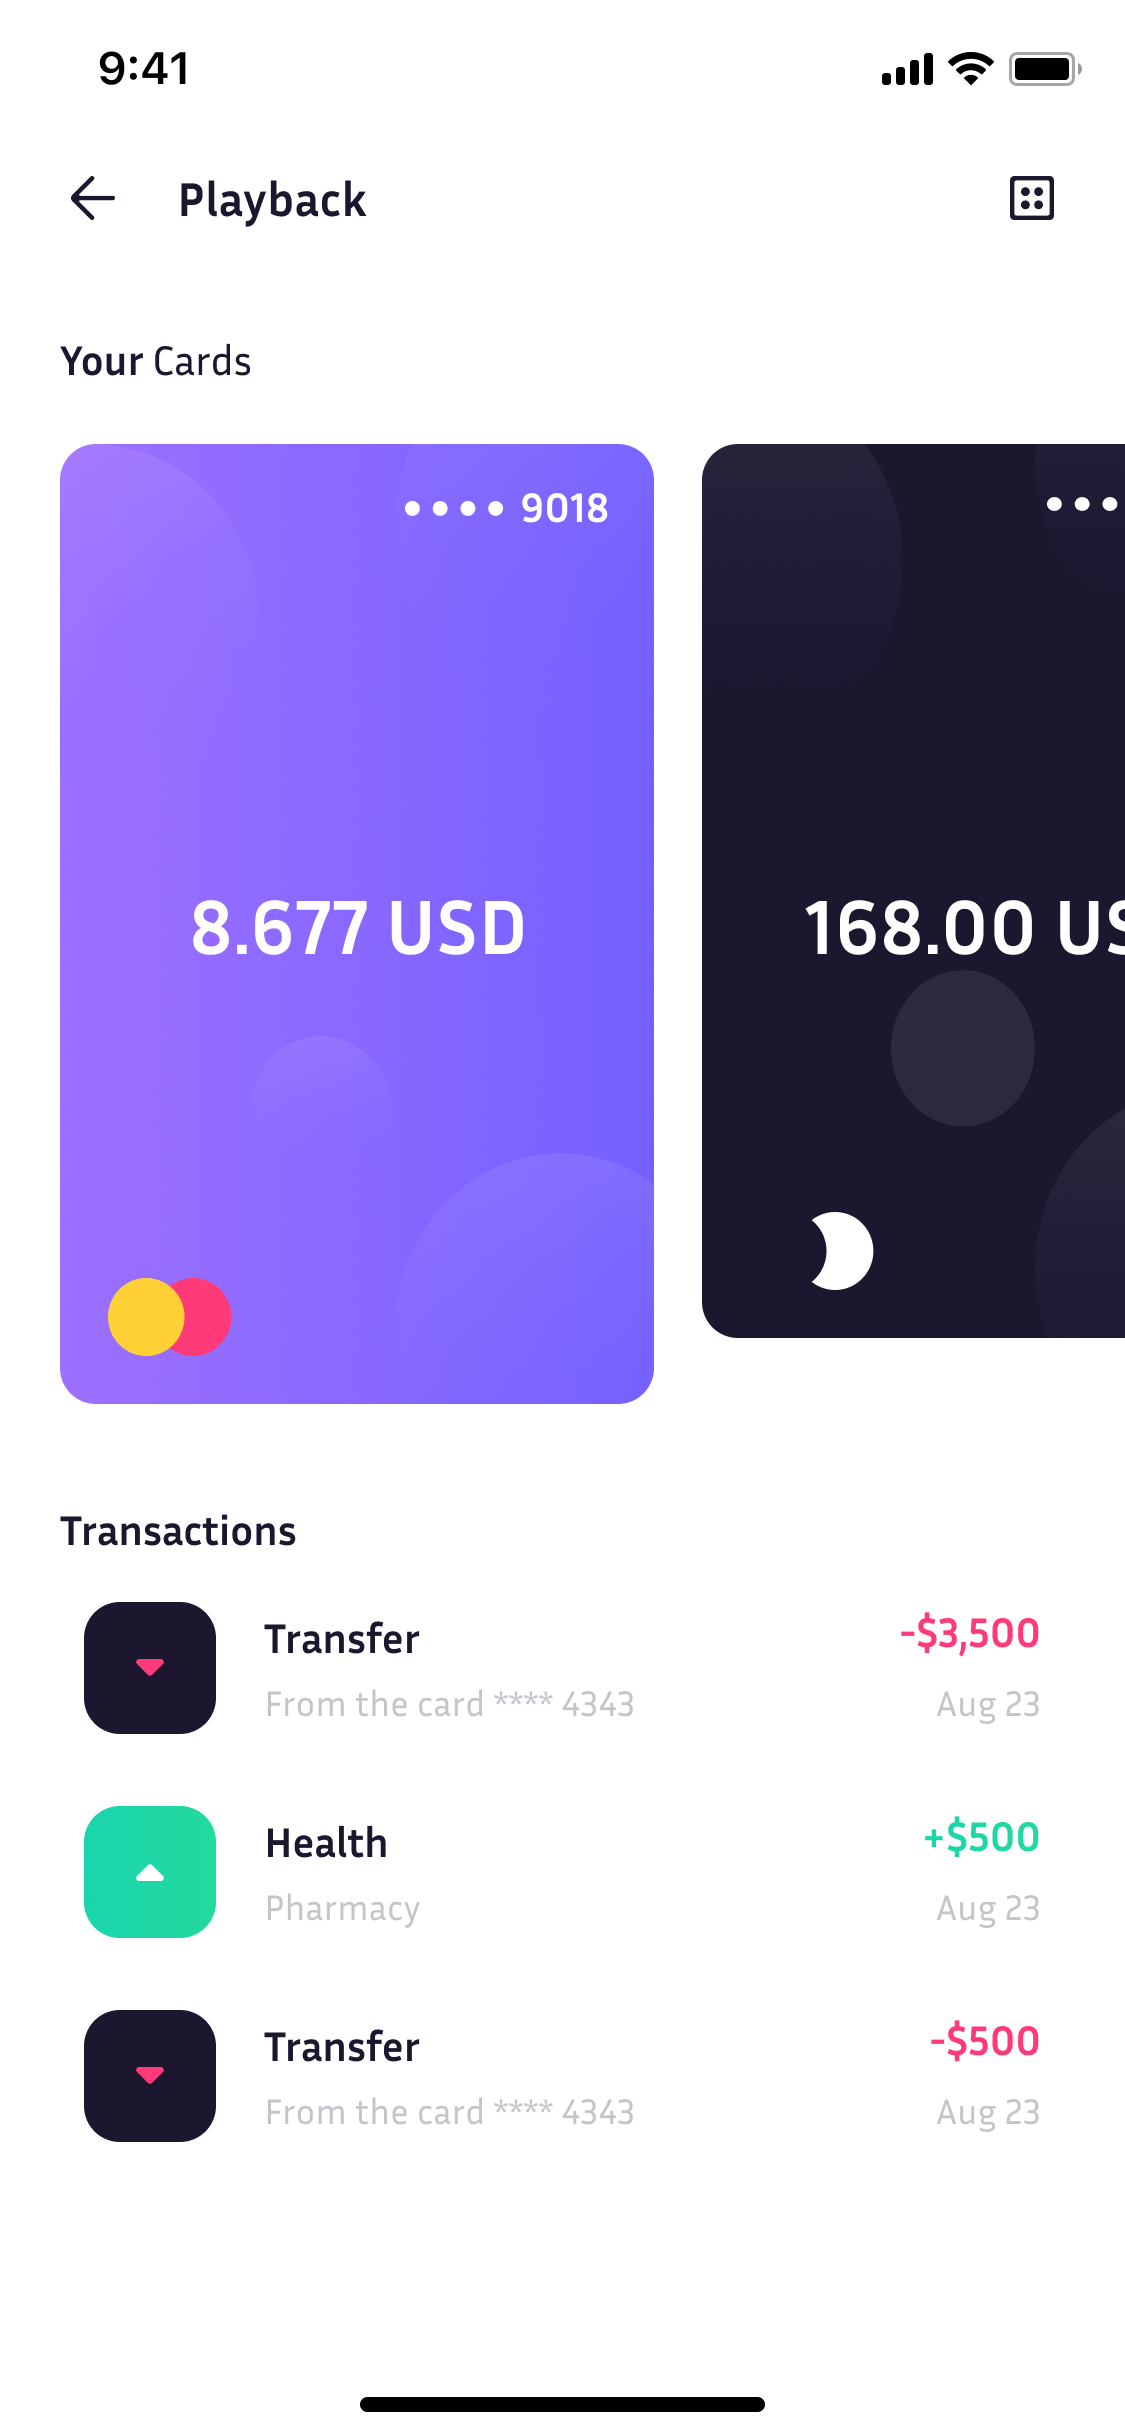 9:41
Playback
Your Cards
•••• 9018
•••
8.677 USD
168.00 US
Transactions
Transfer
-$3,500
From the card **** 4343
Aug 23
Health
+$500
Pharmacy
Aug 23
Transfer
-$500
From the card **** 4343
Aug 23